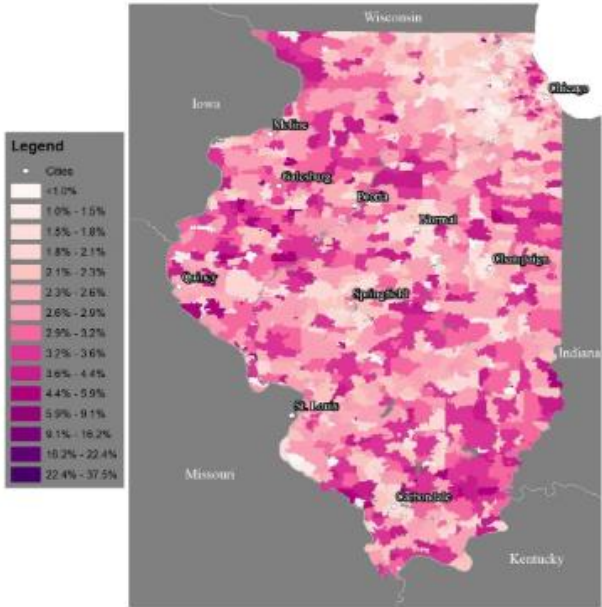 Wisconsin
Chicago
Iowa
Moline
Legend
Cities
<1.0%
1.0% - 1.5%
1.5% - 1.8%
1.8% - 2.1%
2.1% - 2.3%
2.3% - 2.6%
2.6% - 2.9%
2.9% - 3.2%
3.2% - 3.6%
3.6% - 4.4%
4.4% - 5.9%
5.9% - 9.1%
9.1% - 16.2%
16.2% - 22.4%
22.4% - 37.5%
Galesburg
Peoria
Normal
Champaign
Quincy
Springfield
Indiana
St. Louis
Missouri
Carbondale
Kentucky